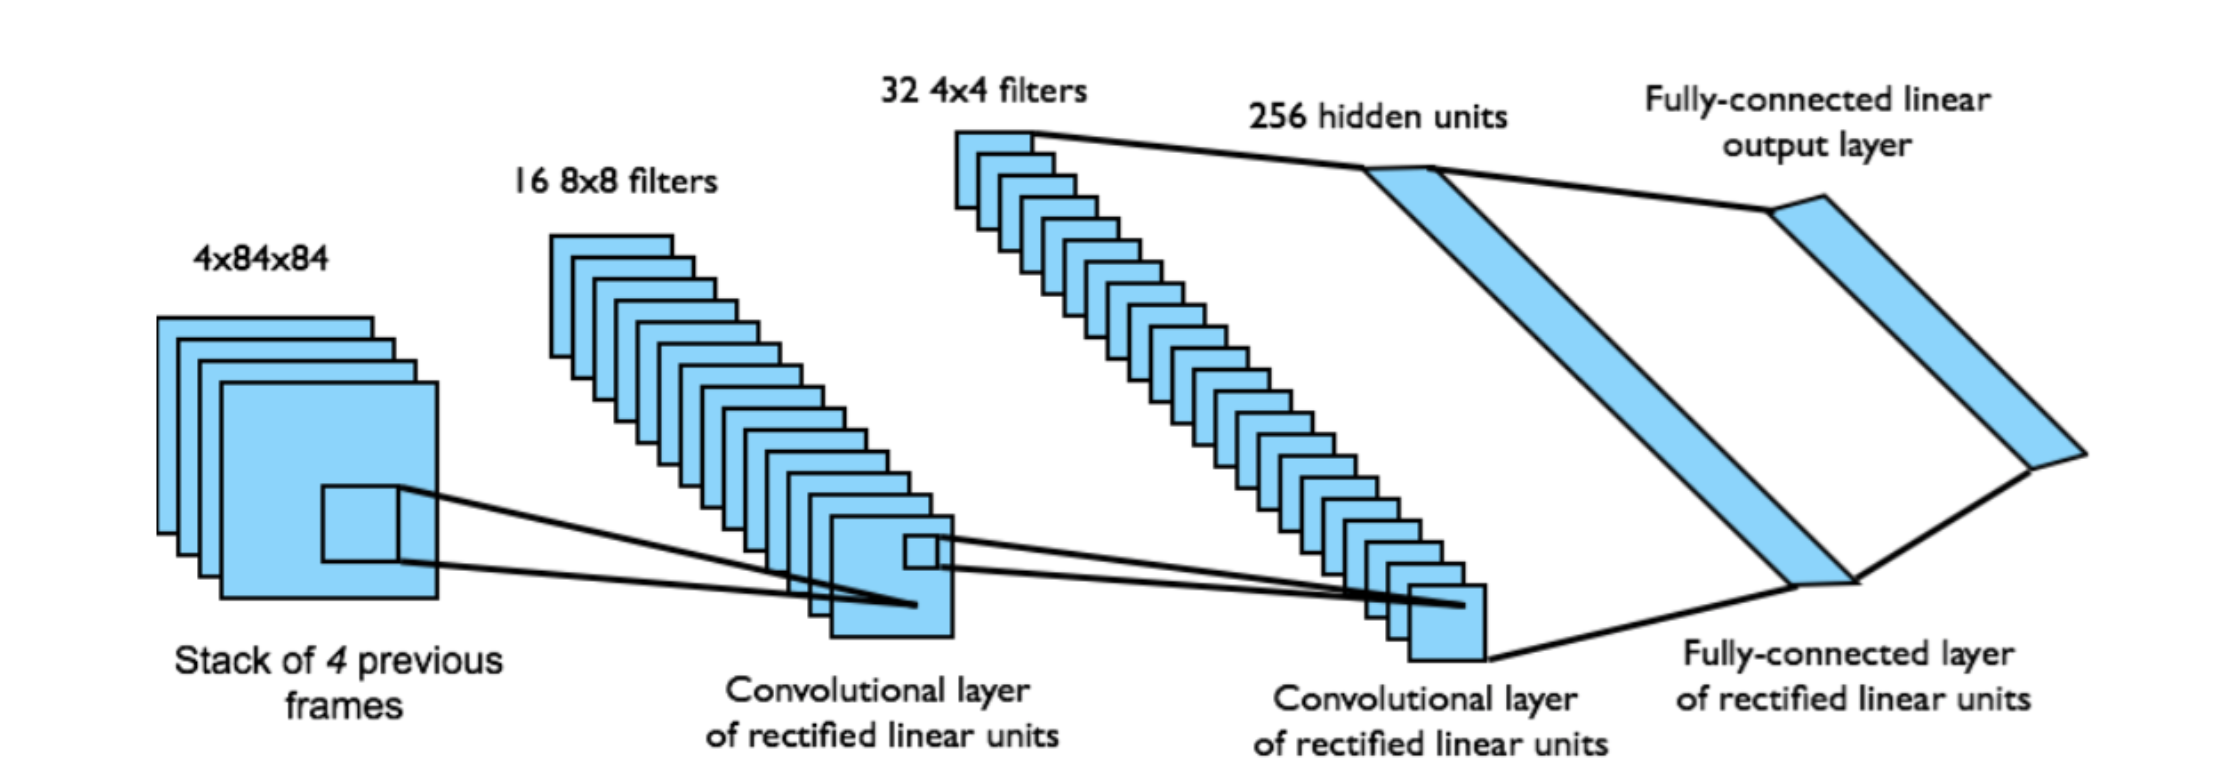 4x84x84
Stack of 4 previous
frames
16 8x8 filters
Convolutional layer
of rectified linear units
32 4x4 filters
Convolutional layer
of rectified linear units
256 hidden units
Fully-connected layer
of rectified linear units
Fully-connected linear
output layer